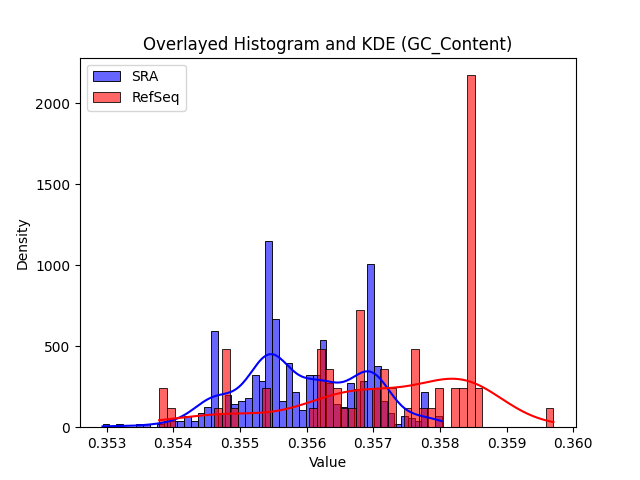 Overlayed Histogram and KDE (GC_Content)
SRA
RefSeq
2000
1500
1000
500
0
Density
0.353 0.354 0.355 0.356 0.357 0.358 0.359 0.360
Value